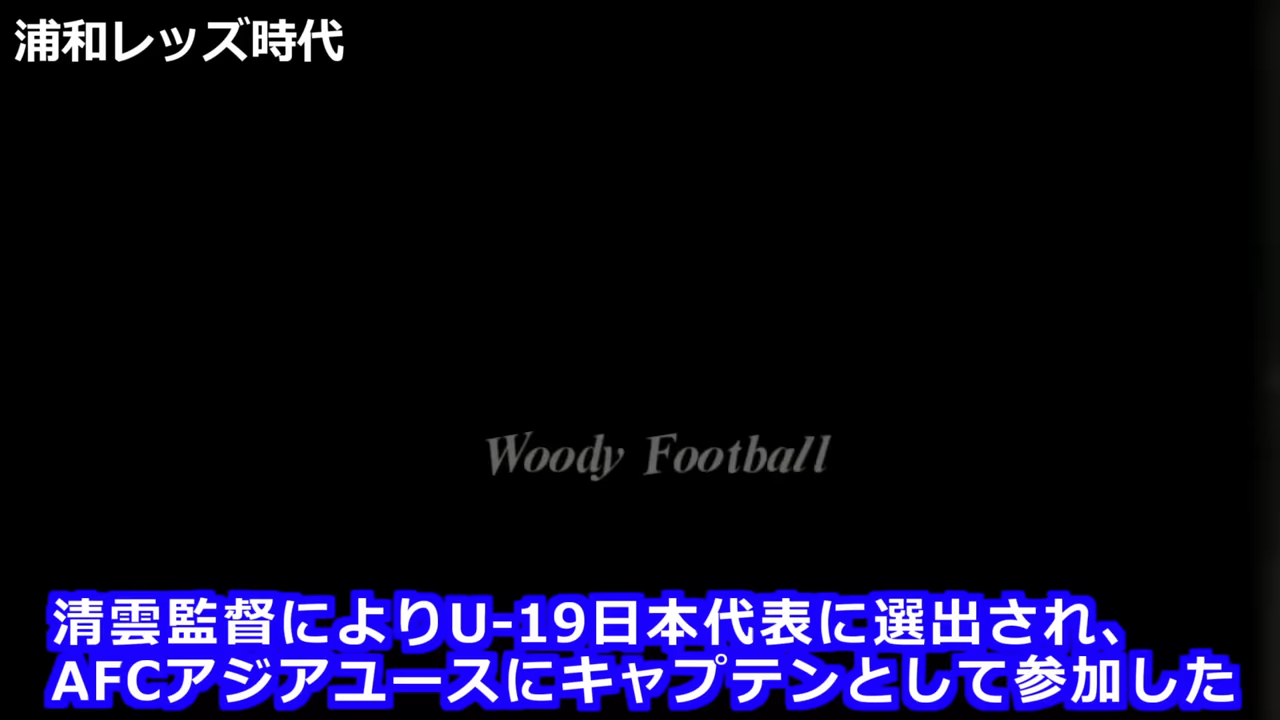 浦和レッズ時代
Woody Football
清雲監督によりU-19日本代表に選出され、
AFCアジアユースにキャプテンとして参加した